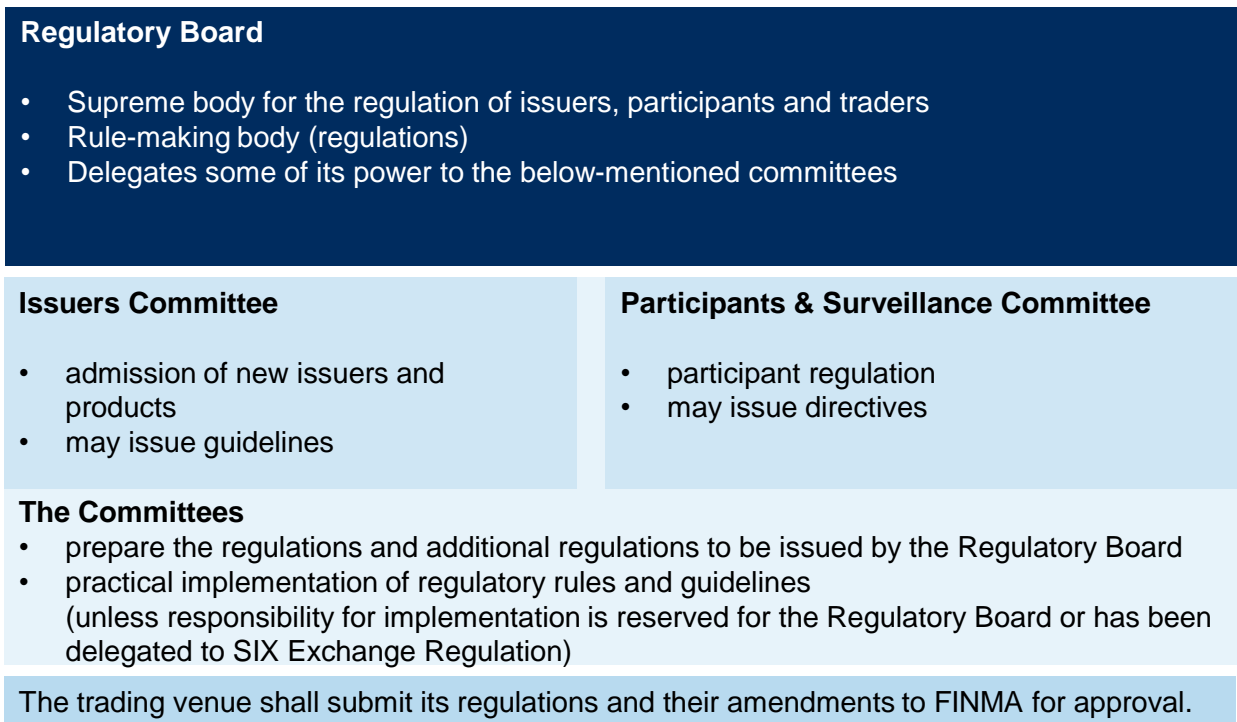 Regulatory Board
• Supreme body for the regulation of issuers, participants and traders
• Rule-making body (regulations)
• Delegates some of its power to the below-mentioned committees
Issuers Committee
• admission of new issuers and
products
• may issue guidelines
Participants & Surveillance Committee
• participant regulation
• may issue directives
The Committees
• prepare the regulations and additional regulations to be issued by the Regulatory Board
• practical implementation of regulatory rules and guidelines
(unless responsibility for implementation is reserved for the Regulatory Board or has been
delegated to SIX Exchange Regulation)
The trading venue shall submit its regulations and their amendments to FINMA for approval.